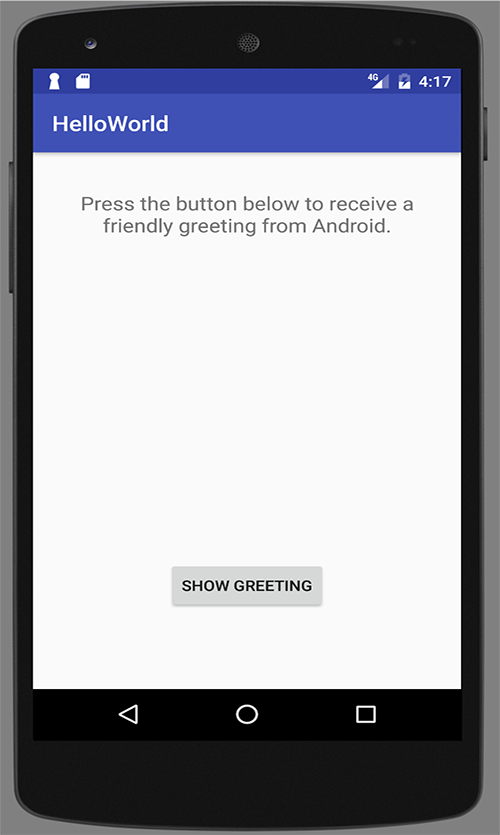 4G 4:17
HelloWorld
Press the button below to receive a
friendly greeting from Android.
SHOW GREETING